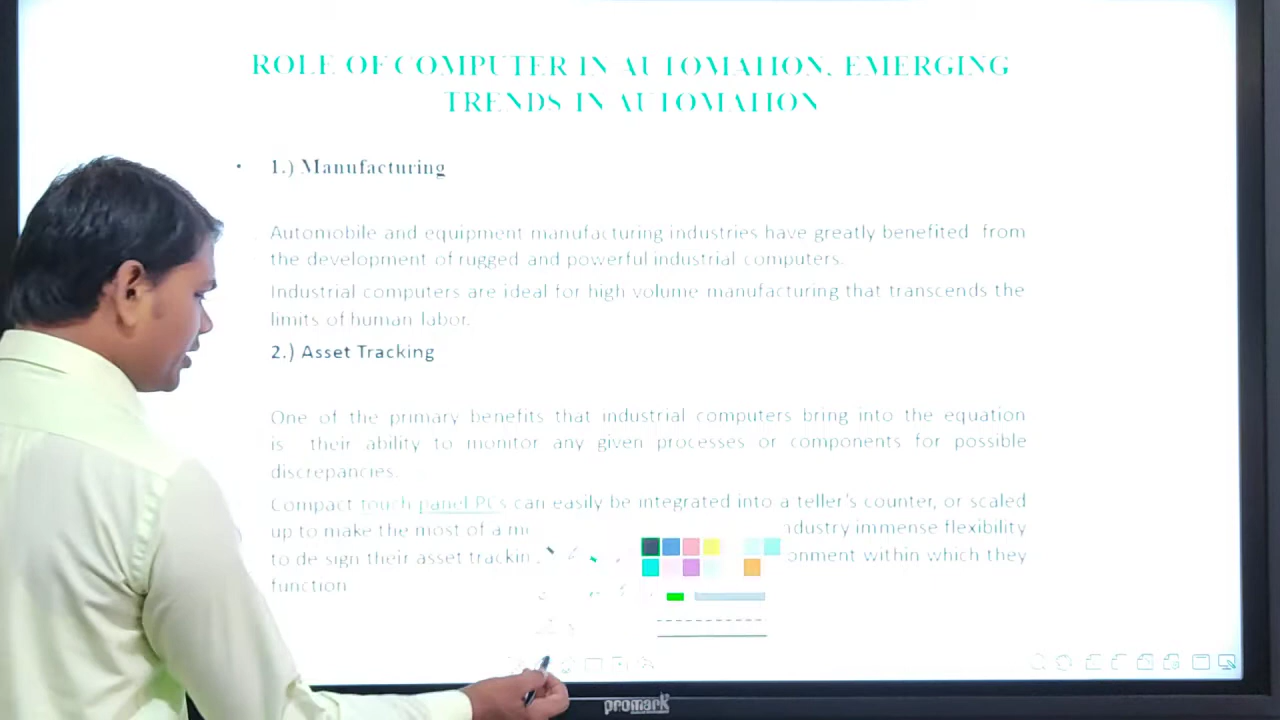 ROLE OF COMPUTER IN AUTOMATION, EMERGING
TRENDS IN AUTOMATION
• 1.) Manufacturing
Automobile and equipment manufacturing industries have greatly benefited from
the development of rugged and powerful industrial computers.
Industrial computers are ideal for high volume manufacturing that transcends the
limits of human labor.
2.) Asset Tracking
One of the primary benefits that industrial computers bring into the equation
is their ability to monitor any given processes or components for possible
discrepancies.
Compact touch panel PCs can easily be integrated into a teller's counter, or scaled
up to make the most of a industry immense flexibility
to de sign their asset within which they
function
promark